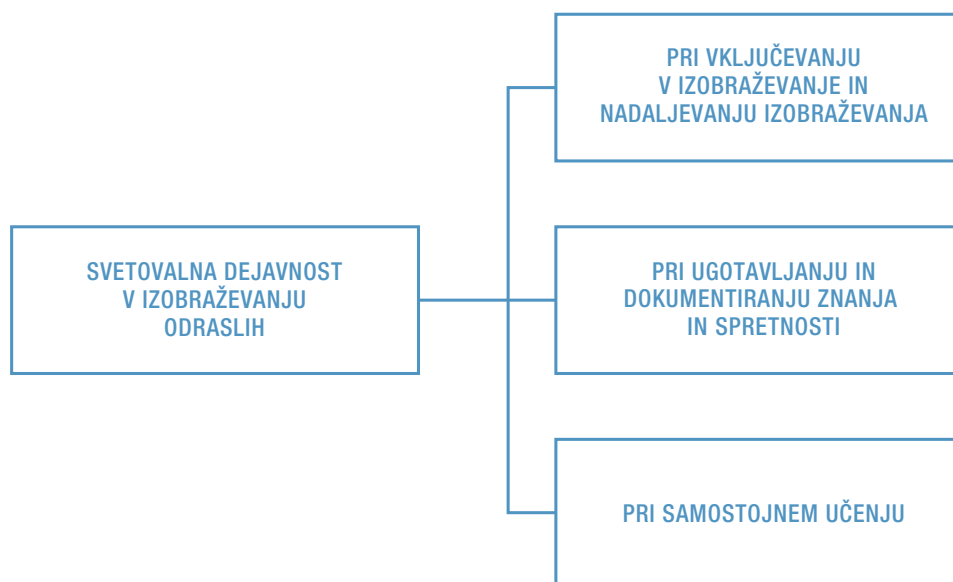 PRI VKLJUČEVANJU
V IZOBRAŽEVANJE IN
NADALJEVANJU IZOBRAŽEVANJA
SVETOVALNA DEJAVNOST
V IZOBRAŽEVANJU
ODRASLIH
PRI UGOTAVLJANJU IN
DOKUMENTIRANJU ZNANJA
IN SPRETNOSTI
PRI SAMOSTOJNEM UČENJU